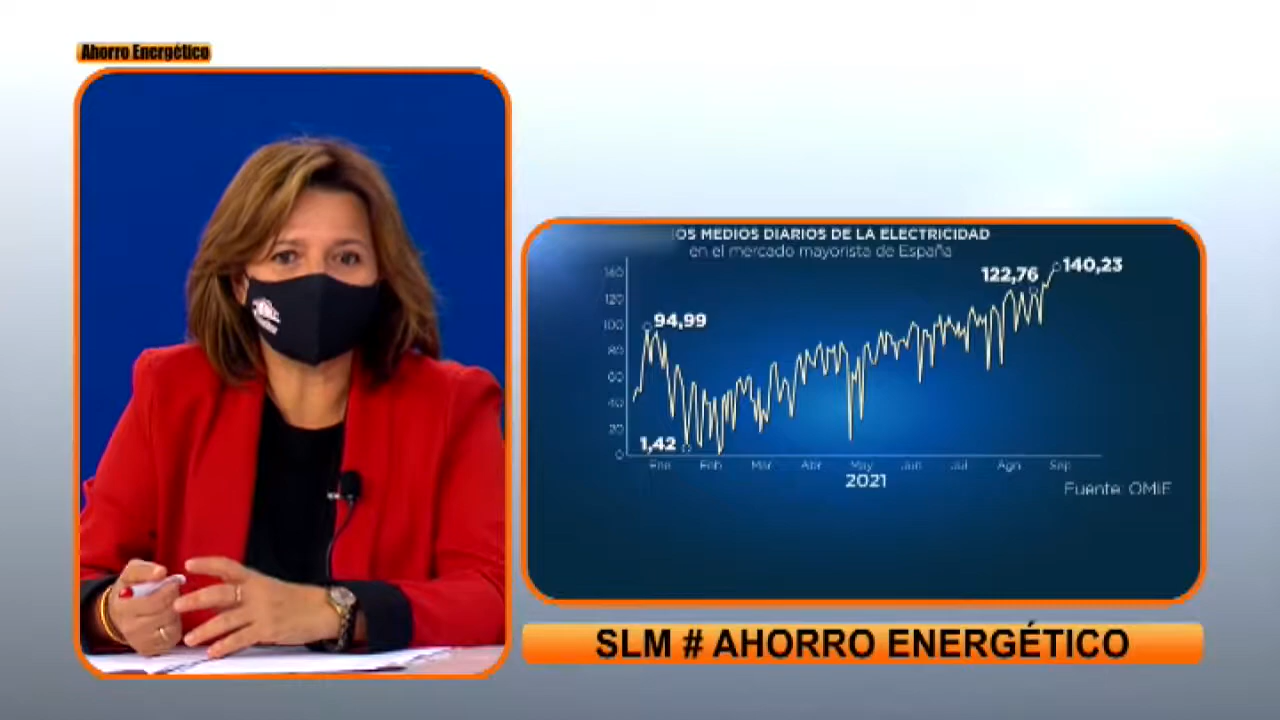 Ahorro Energético
OS MEDIOS DIARIOS DE LA ELECTRICIDAD
en el mercado mayorista de España
140
120
100
80
60
40
20
0
94,99
1,42
122,76
140,23
Ene Feb Mar Abr May Jun Jul Ago Sep
2021
Fuente: OMIE
SLM # AHORRO ENERGÉTICO